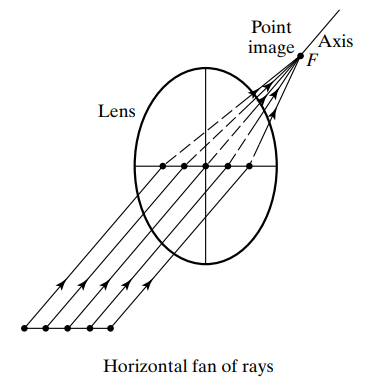 Point
image
Axis
F
Lens
Horizontal fan of rays